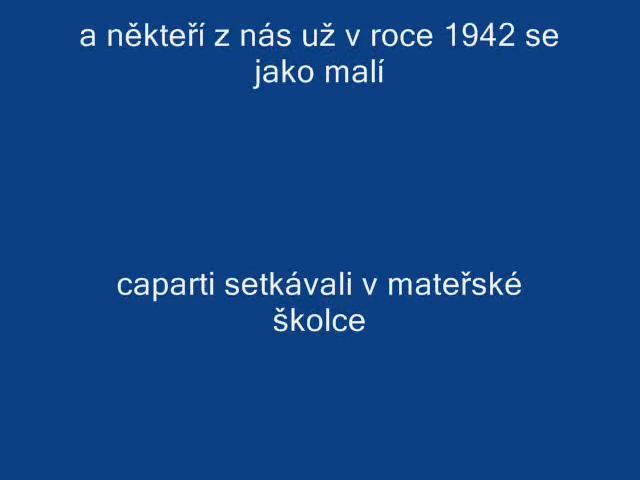 a někteří z nás už v roce 1942 se
jako malí
caparti setkávali v mateřské
školce